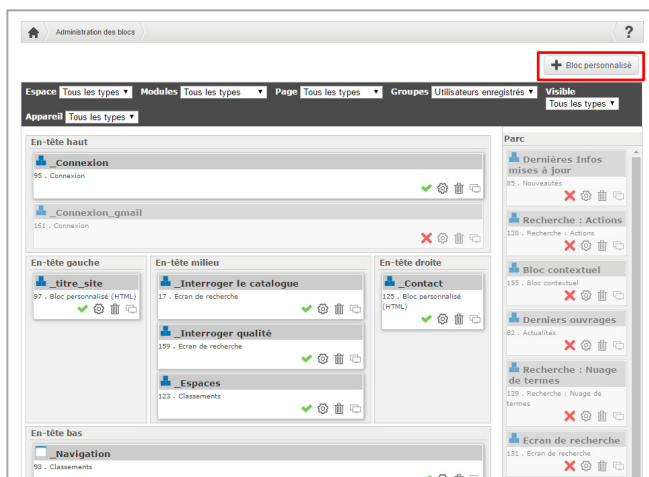 Administration des blocs
?
Bloc personnalisé
Espace Tous les types Modules Tous les types Page Tous les types Groupes Utilisateurs enregistrés Visible Tous les types
Appareil Tous les types
En-tête haut
_Connexion
95 . Connexion
_Connexion_gmail
161 . Connexion
En-tête gauche
_titre_site
97 . Bloc personnalisé (HTML)
En-tête milieu
_Interroger le catalogue
17 . Ecran de recherche
_Interroger qualité
159 . Ecran de recherche
_Espaces
123 . Classements
En-tête droite
_Contact
125 . Bloc personnalisé
(HTML)
En-tête bas
_Navigation
93 . Classements
Parc
Dernières Infos
mises à jour
85 . Nouveautés
Recherche : Actions
128 . Recherche : Actions
Bloc contextuel
155 . Bloc contextuel
Derniers ouvrages
82 . Actualités
Recherche : Nuage
de termes
129 . Recherche : Nuage de
termes
Ecran de recherche
131 . Ecran de recherche